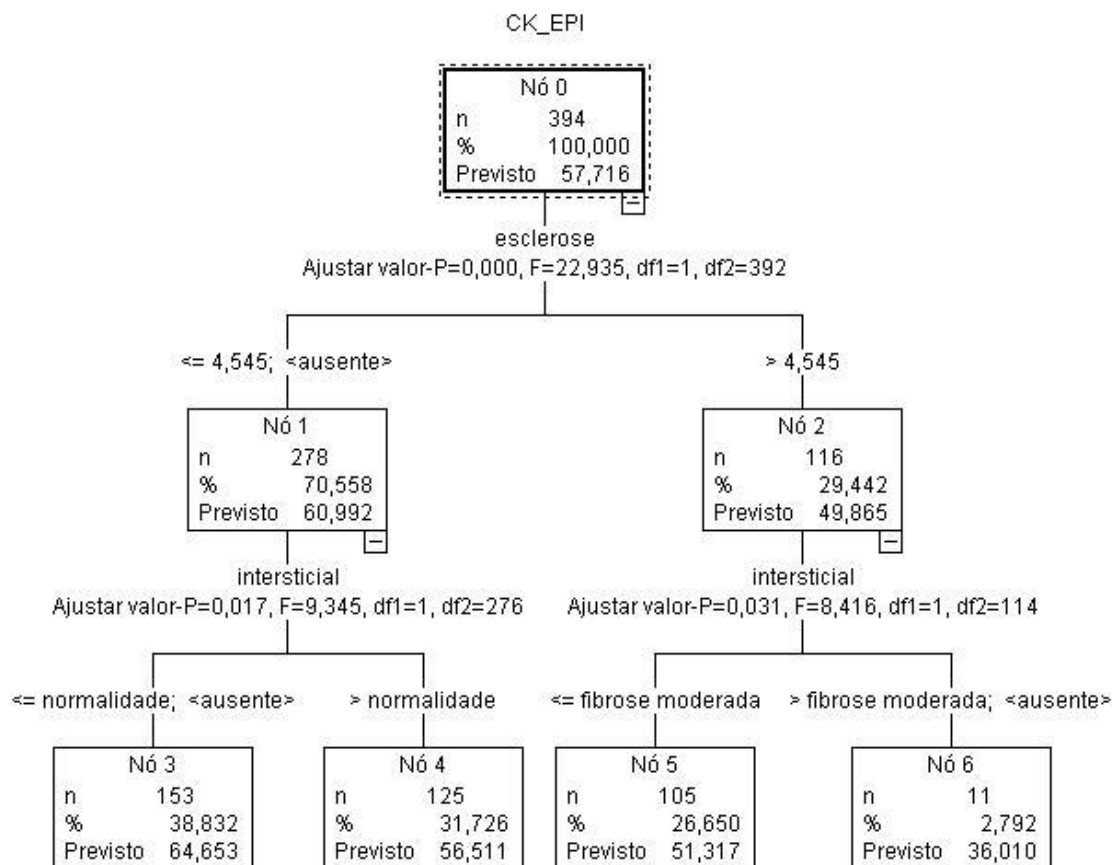 CK_EPI
Nó 0
n 394
% 100,000
Previsto 57,716
esclerose
Ajustar valor-P=0,000, F=22,935, df1=1, df2=392
<= 4,545; <ausente>
> 4,545
Nó 1
n 278
% 70,558
Previsto 60,992
Nó 2
n 116
% 29,442
Previsto 49,865
intersticial
Ajustar valor-P=0,017, F=9,345, df1=1, df2=276
intersticial
Ajustar valor-P=0,031, F=8,416, df1=1, df2=114
<= normalidade; <ausente>
> normalidade
<= fibrose moderada
> fibrose moderada; <ausente>
Nó 3
n 153
% 38,832
Previsto 64,653
Nó 4
n 125
% 31,726
Previsto 56,511
Nó 5
n 105
% 26,650
Previsto 51,317
Nó 6
n 11
% 2,792
Previsto 36,010